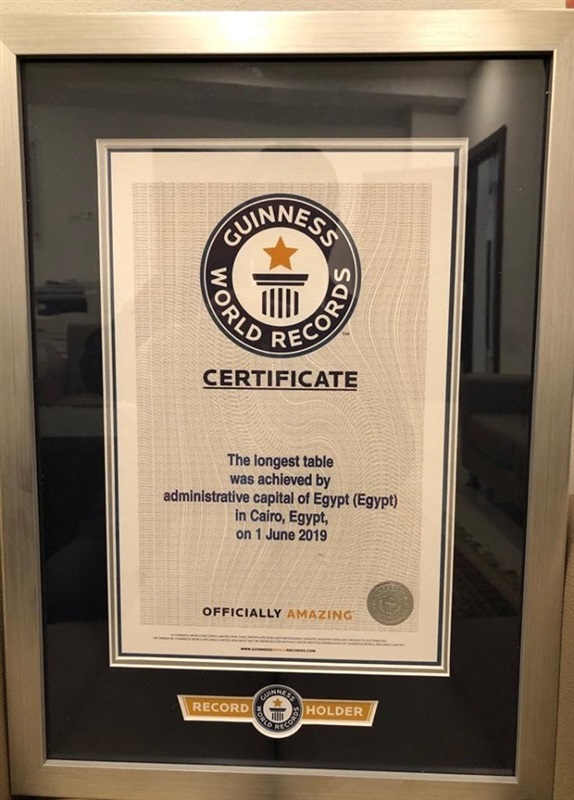 GUINNESS
WORLD RECORDS
™
CERTIFICATE
The longest table
was achieved by
administrative capital of Egypt (Egypt)
in Cairo, Egypt,
on 1 June 2019
OFFICIALLY AMAZING
WWW.GUINNESSWORLDRECORDS.COM
RECORD
GUINNESS
WORLD RECORDS
HOLDER